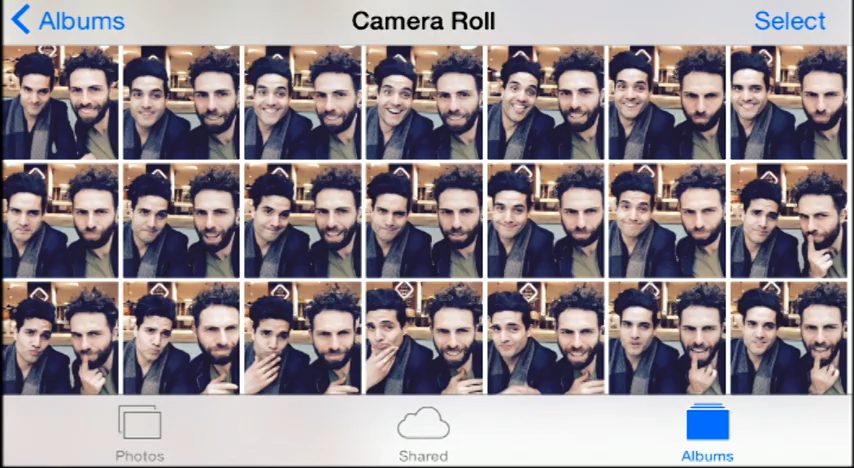 Albums
Camera Roll
Select
Photos
Shared
Albums